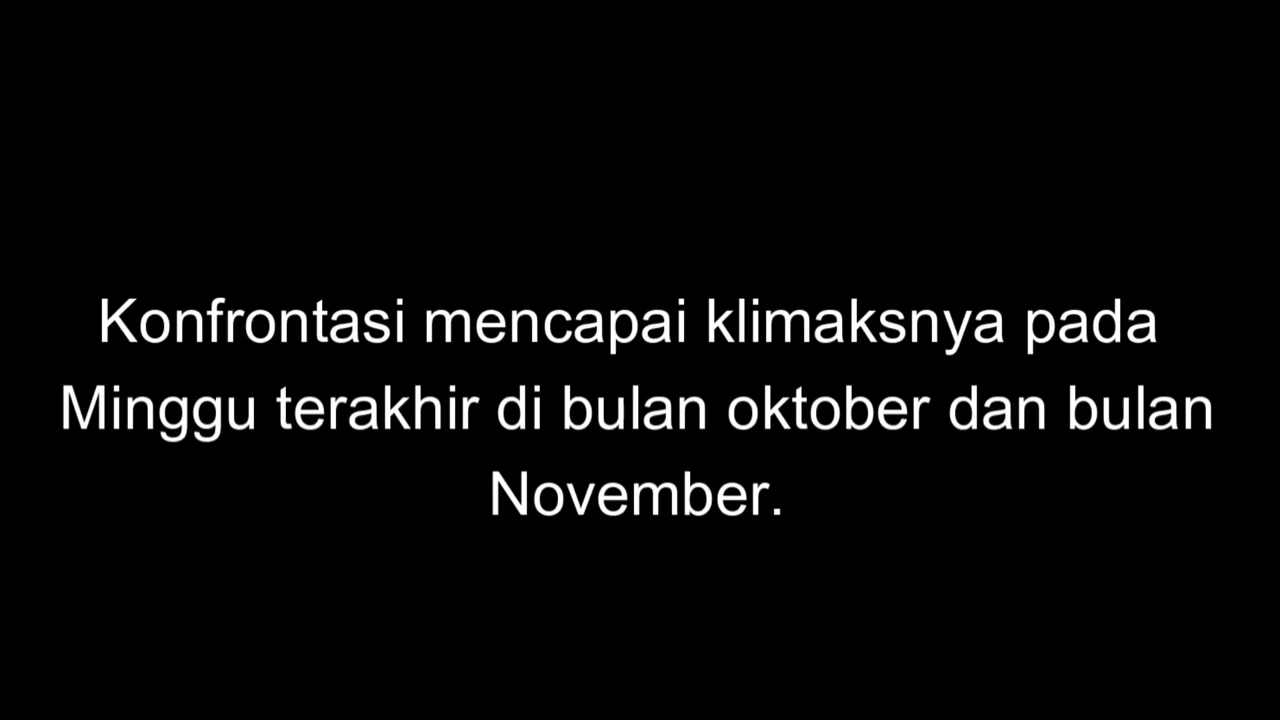 Konfrontasi mencapai klimaksnya pada
Minggu terakhir di bulan oktober dan bulan
November.